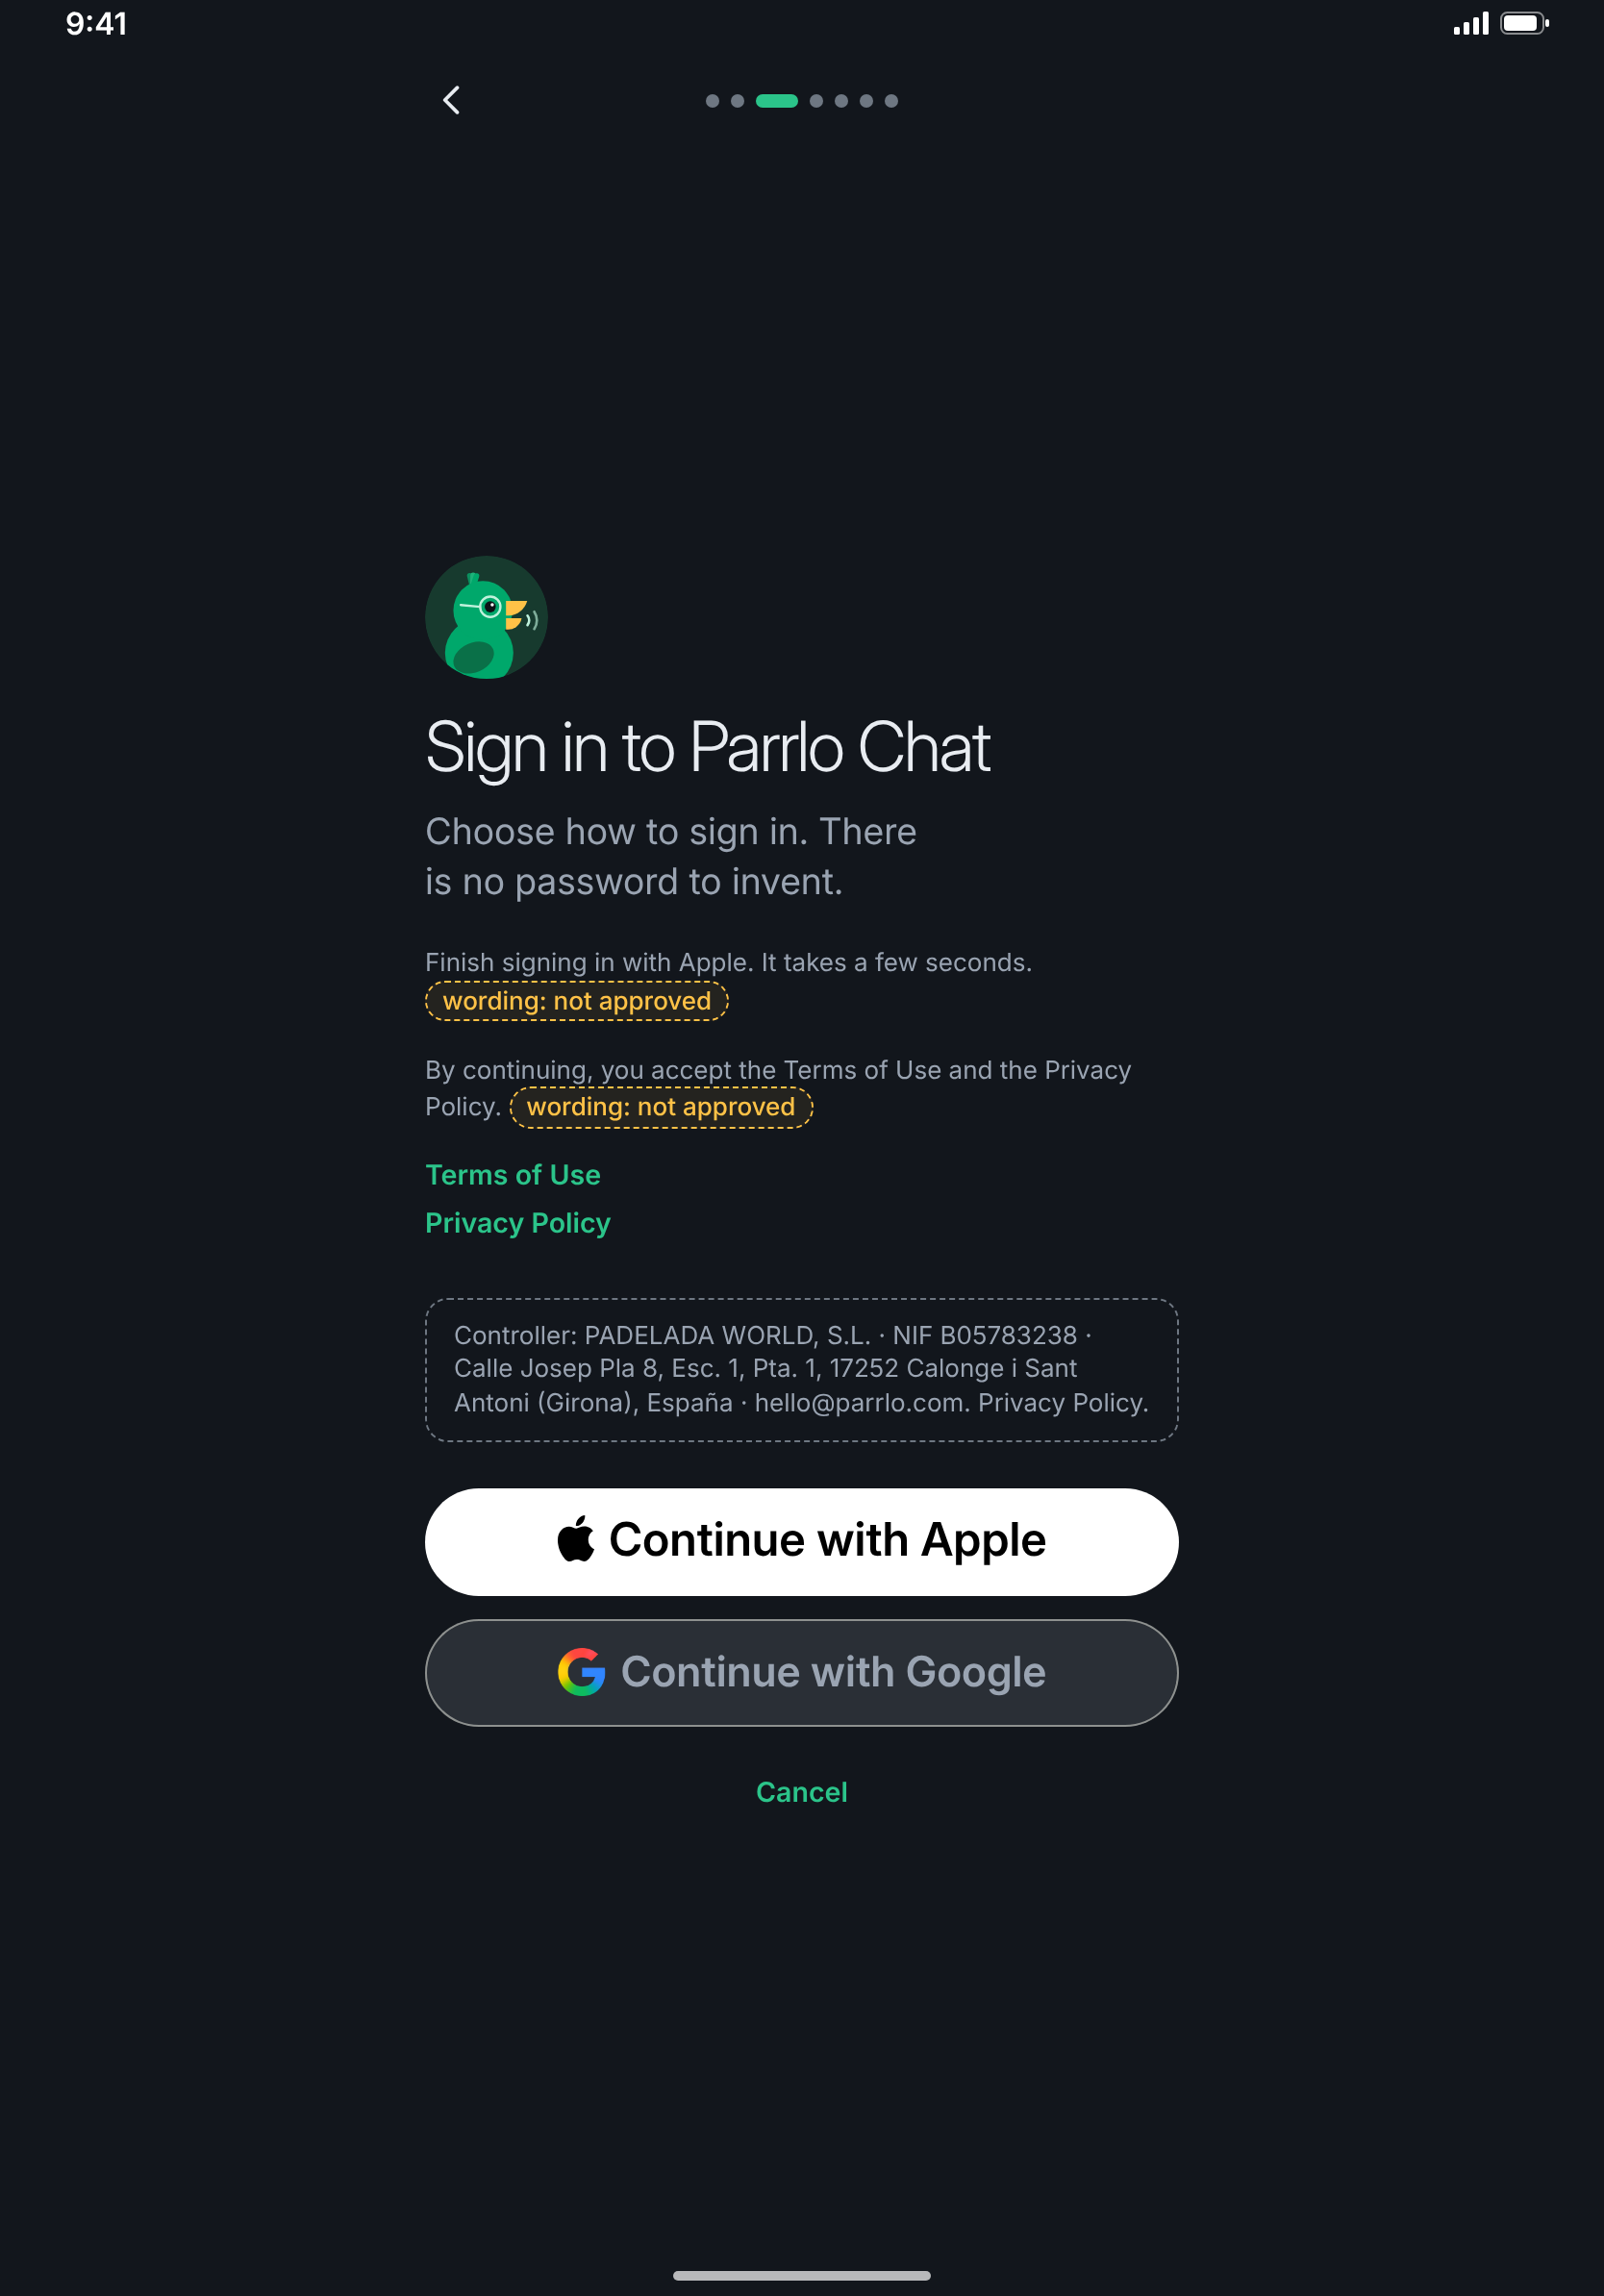 9:41
Sign in to Parrlo Chat
Choose how to sign in. There
is no password to invent.
Finish signing in with Apple. It takes a few seconds.
wording: not approved
By continuing, you accept the Terms of Use and the Privacy
Policy. wording: not approved
Terms of Use
Privacy Policy
Controller: PADELADA WORLD, S.L. · NIF B05783238 ·
Calle Josep Pla 8, Esc. 1, Pta. 1, 17252 Calonge i Sant
Antoni (Girona), España · hello@parrlo.com. Privacy Policy.
Continue with Apple
Continue with Google
Cancel